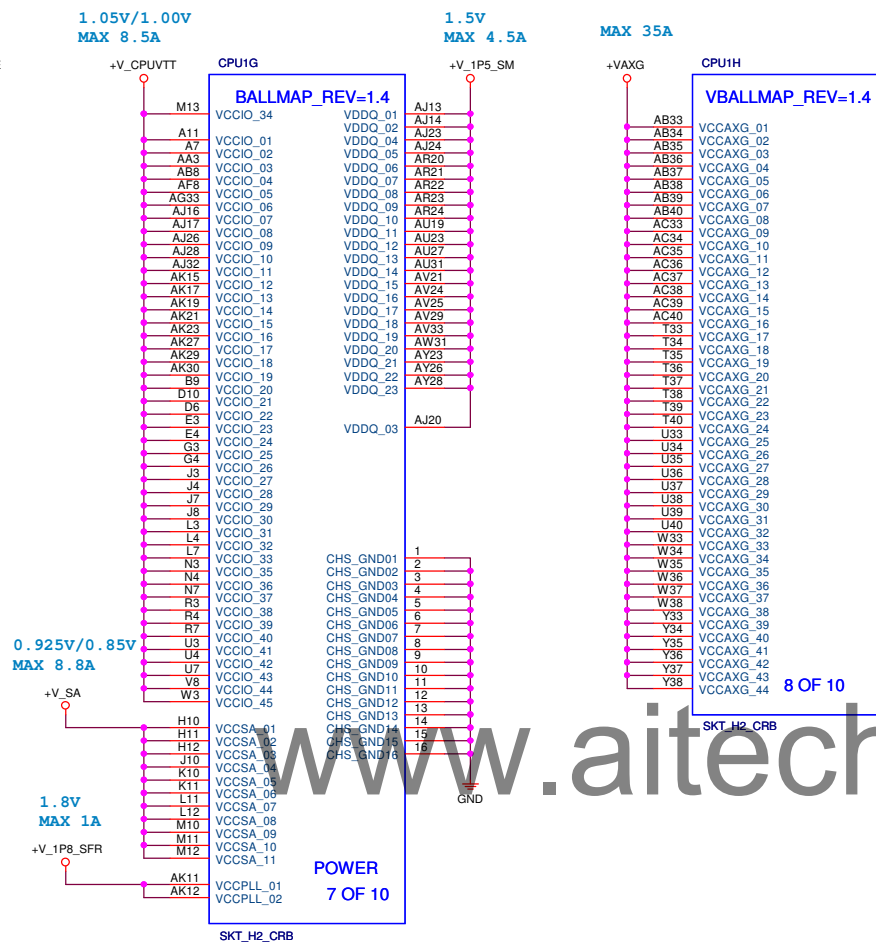 1.05V/1.00V
MAX 8.5A
+V_CPUVTT
CPU1G
BALLMAP_REV=1.4
M13 VCCIO_34
A11 VCCIO_01
A7 VCCIO_02
AA3 VCCIO_03
AB8 VCCIO_04
AF8 VCCIO_05
AG33 VCCIO_06
AJ16 VCCIO_07
AJ17 VCCIO_08
AJ26 VCCIO_09
AJ28 VCCIO_10
AJ32 VCCIO_11
AK15 VCCIO_12
AK17 VCCIO_13
AK19 VCCIO_14
AK21 VCCIO_15
AK23 VCCIO_16
AK27 VCCIO_17
AK29 VCCIO_18
AK30 VCCIO_19
B9 VCCIO_20
D10 VCCIO_21
D6 VCCIO_22
E3 VCCIO_23
E4 VCCIO_24
G3 VCCIO_25
G4 VCCIO_26
J3 VCCIO_27
J4 VCCIO_28
J7 VCCIO_29
J8 VCCIO_30
L3 VCCIO_31
L4 VCCIO_32
L7 VCCIO_33
N3 VCCIO_35
N4 VCCIO_36
N7 VCCIO_37
R3 VCCIO_38
R4 VCCIO_39
R7 VCCIO_40
U3 VCCIO_41
U4 VCCIO_42
U7 VCCIO_43
V8 VCCIO_44
W3 VCCIO_45
0.925V/0.85V
MAX 8.8A
+V_SA
H10 VCCSA_01
H11 VCCSA_02
H12 VCCSA_03
J10 VCCSA_04
K10 VCCSA_05
K11 VCCSA_06
L11 VCCSA_07
L12 VCCSA_08
M10 VCCSA_09
M11 VCCSA_10
M12 VCCSA_11
1.8V
MAX 1A
+V_1P8_SFR
AK11 VCCPLL_01
AK12 VCCPLL_02
1.5V
MAX 4.5A
+V_1P5_SM
VDDQ_01 AJ13
VDDQ_02 AJ14
VDDQ_04 AJ23
VDDQ_05 AJ24
VDDQ_06 AR20
VDDQ_07 AR21
VDDQ_08 AR22
VDDQ_09 AR23
VDDQ_10 AR24
VDDQ_11 AU19
VDDQ_12 AU23
VDDQ_13 AU27
VDDQ_14 AU31
VDDQ_15 AV21
VDDQ_16 AV24
VDDQ_17 AV25
VDDQ_18 AV29
VDDQ_19 AV33
VDDQ_20 AW31
VDDQ_21 AY23
VDDQ_22 AY26
VDDQ_23 AY28
VDDQ_03 AJ20
CHS_GND01 1
CHS_GND02 2
CHS_GND03 3
CHS_GND04 4
CHS_GND05 5
CHS_GND06 6
CHS_GND07 7
CHS_GND08 8
CHS_GND09 9
CHS_GND10 10
CHS_GND11 11
CHS_GND12 12
CHS_GND13 13
CHS_GND14 14
CHS_GND15 15
CHS_GND16 16
GND
POWER
7 OF 10
SKT_H2_CRB
MAX 35A
+VAXG
CPU1H
VBALLMAP_REV=1.4
AB33 VCCAXG_01
AB34 VCCAXG_02
AB35 VCCAXG_03
AB36 VCCAXG_04
AB37 VCCAXG_05
AB38 VCCAXG_06
AB39 VCCAXG_07
AB40 VCCAXG_08
AC33 VCCAXG_09
AC34 VCCAXG_10
AC35 VCCAXG_11
AC36 VCCAXG_12
AC37 VCCAXG_13
AC38 VCCAXG_14
AC39 VCCAXG_15
AC40 VCCAXG_16
T33 VCCAXG_17
T34 VCCAXG_18
T35 VCCAXG_19
T36 VCCAXG_20
T37 VCCAXG_21
T38 VCCAXG_22
T39 VCCAXG_23
T40 VCCAXG_24
U33 VCCAXG_25
U34 VCCAXG_26
U35 VCCAXG_27
U36 VCCAXG_28
U37 VCCAXG_29
U38 VCCAXG_30
U39 VCCAXG_31
U40 VCCAXG_32
W33 VCCAXG_33
W34 VCCAXG_34
W35 VCCAXG_35
W36 VCCAXG_36
W37 VCCAXG_37
W38 VCCAXG_38
Y33 VCCAXG_39
Y34 VCCAXG_40
Y35 VCCAXG_41
Y36 VCCAXG_42
Y37 VCCAXG_43
Y38 VCCAXG_44
8 OF 10
SKT_H2_CRB
www.aitech